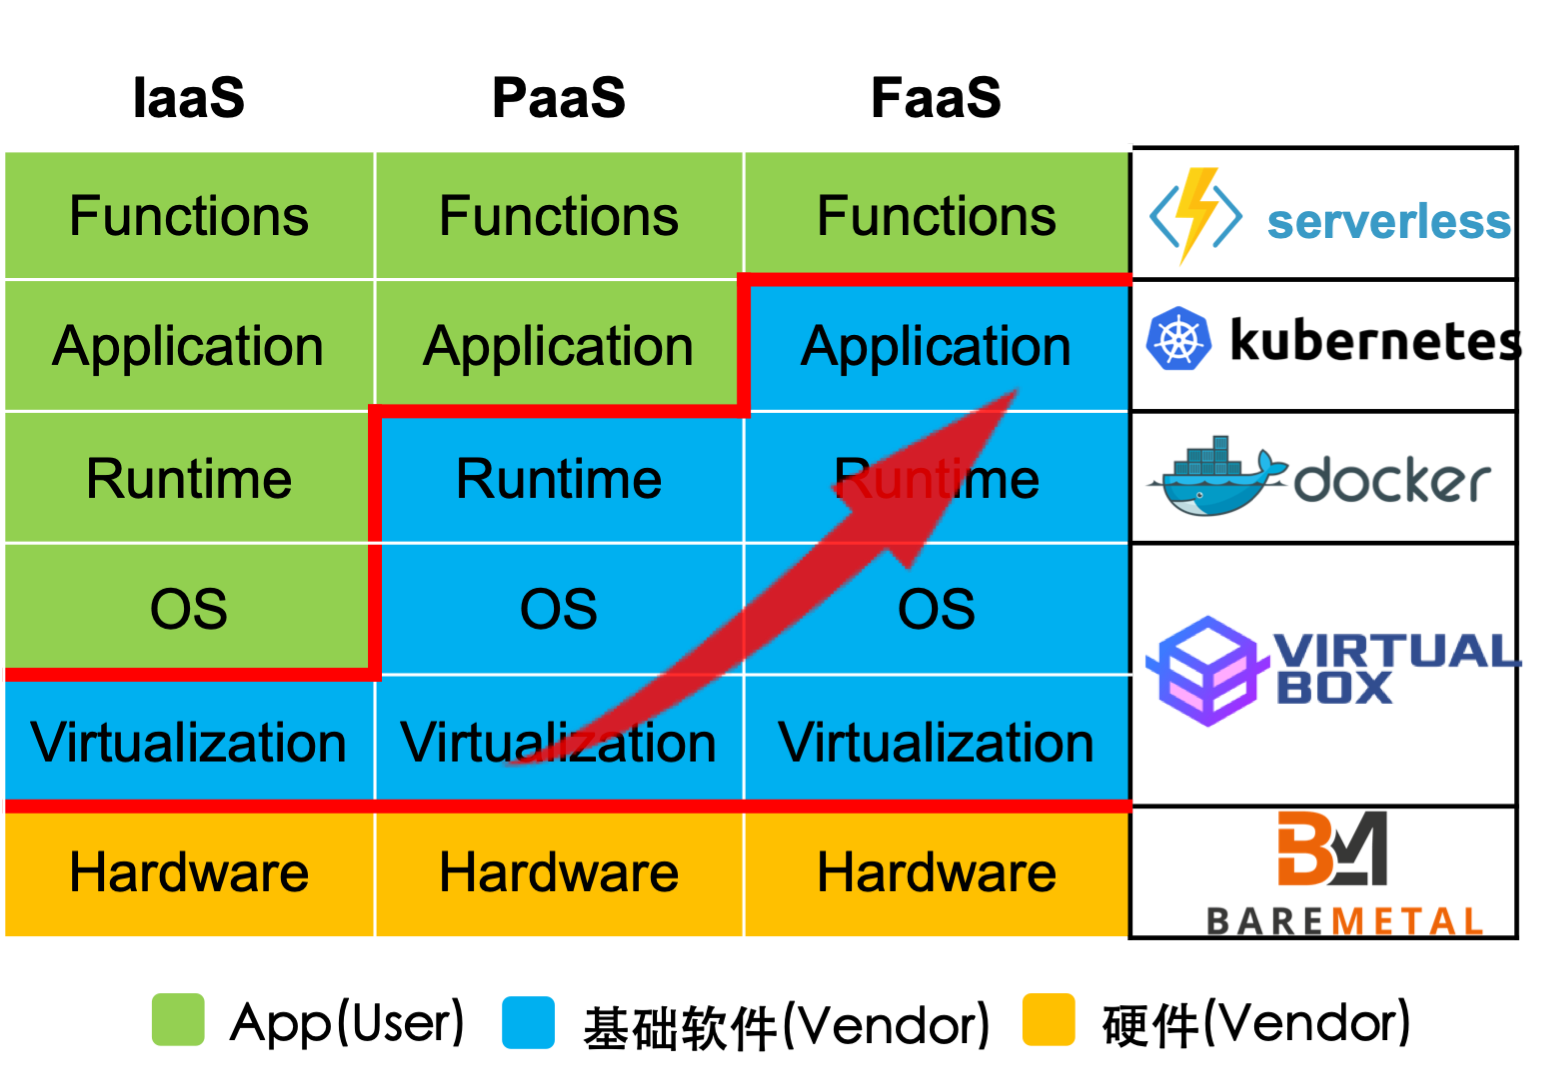 IaaS PaaS FaaS
Functions Functions Functions serverless
Application Application Application kubernetes
Runtime Runtime Runtime docker
OS OS OS
VIRTUAL
BOX
Virtualization Virtualization Virtualization
Hardware Hardware Hardware
BM
BAREMETAL
App(User) 基础软件(Vendor) 硬件(Vendor)